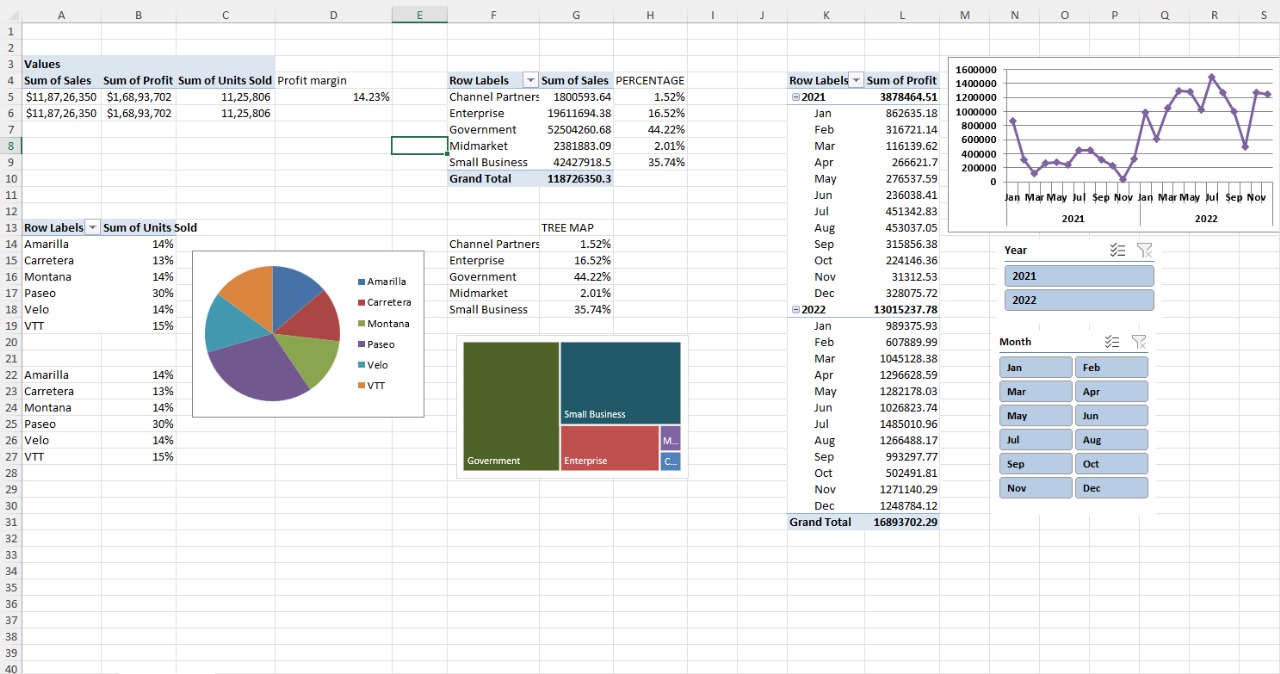 A B C D E F G H I J K L M N O P Q R S
1
2
3 Values
4 Sum of Sales Sum of Profit Sum of Units Sold Profit margin Row Labels Sum of Sales PERCENTAGE Row Labels Sum of Profit
5 $11,87,26,350 $1,68,93,702 11,25,806 14.23% Channel Partners 1800593.64 1.52% 2021 3878464.51
6 $11,87,26,350 $1,68,93,702 11,25,806 Enterprise 19611694.38 16.52% Jan 862635.18
7 Government 52504260.68 44.22% Feb 316721.14
8 Midmarket 2381883.09 2.01% Mar 116139.62
9 Small Business 42427918.5 35.74% Apr 266621.7
10 Grand Total 118726350.3 May 276537.59
11 Jun 236038.41
12 Jul 451342.83
13 Row Labels Sum of Units Sold TREE MAP Aug 453037.05
14 Amarilla 14% Channel Partners 1.52% Sep 315856.38
15 Carretera 13% Enterprise 16.52% Oct 224146.36
16 Montana 14% Government 44.22% Nov 31312.53
17 Paseo 30% Midmarket 2.01% Dec 328075.72
18 Velo 14% Small Business 35.74% 2022 13015237.78
19 VTT 15% Jan 989375.93
20 Feb 607889.99
21 Mar 1045128.38
22 Amarilla 14% Apr 1296628.59
23 Carretera 13% May 1282178.03
24 Montana 14% Jun 1026823.74
25 Paseo 30% Jul 1485010.96
26 Velo 14% Aug 1266488.17
27 VTT 15% Sep 993297.77
28 Oct 502491.81
29 Nov 1271140.29
30 Dec 1248784.12
31 Grand Total 16893702.29
32
33
34
35
36
37
38
39
40
Amarilla
Carretera
Montana
Paseo
Velo
VTT
Government
Small Business
Enterprise
M...
C...
1600000
1400000
1200000
1000000
800000
600000
400000
200000
0
Jan Mar May Jul Sep Nov Jan Mar May Jul Sep Nov
2021 2022
Year
2021
2022
Month
Jan Feb
Mar Apr
May Jun
Jul Aug
Sep Oct
Nov Dec